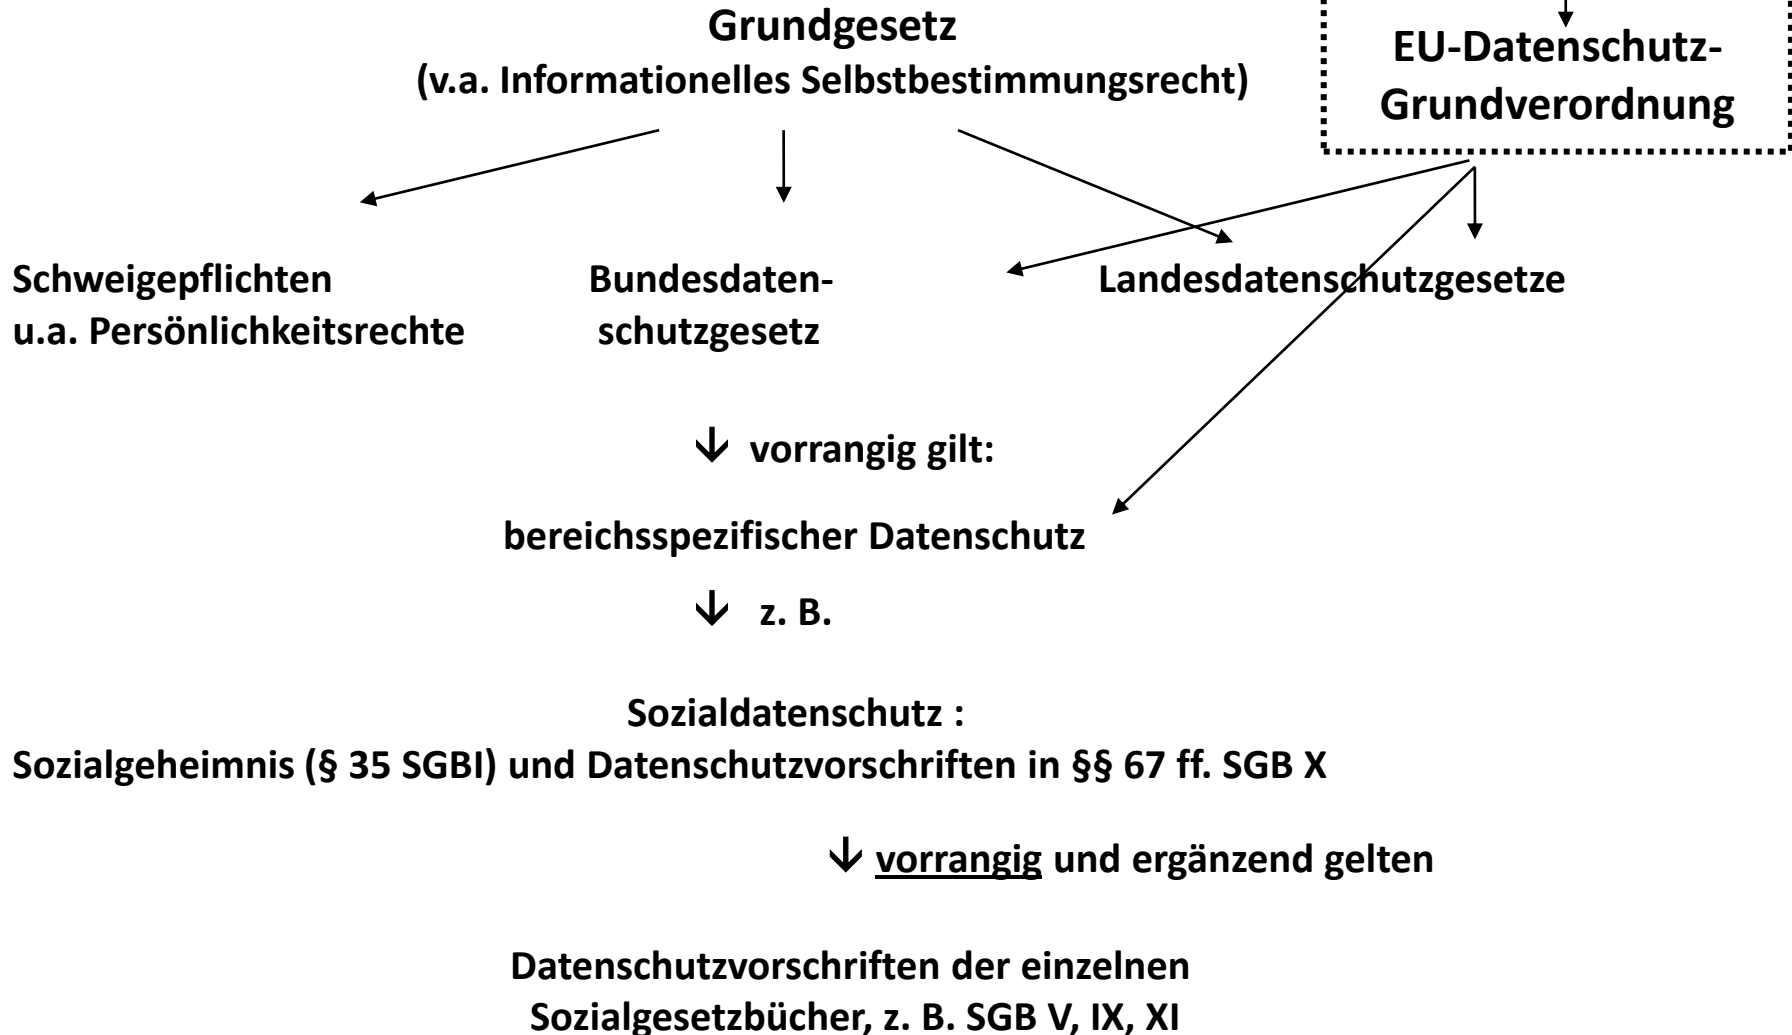 Grundgesetz
(v.a. Informationelles Selbstbestimmungsrecht)
EU-Datenschutz-
Grundverordnung
Schweigepflichten
u.a. Persönlichkeitsrechte
Bundesdaten-
schutzgesetz
Landesdatenschutzgesetze
↓ vorrangig gilt:
bereichsspezifischer Datenschutz
↓ z. B.
Sozialdatenschutz :
Sozialgeheimnis (§ 35 SGBI) und Datenschutzvorschriften in §§ 67 ff. SGB X
↓ vorrangig und ergänzend gelten
Datenschutzvorschriften der einzelnen
Sozialgesetzbücher, z. B. SGB V, IX, XI